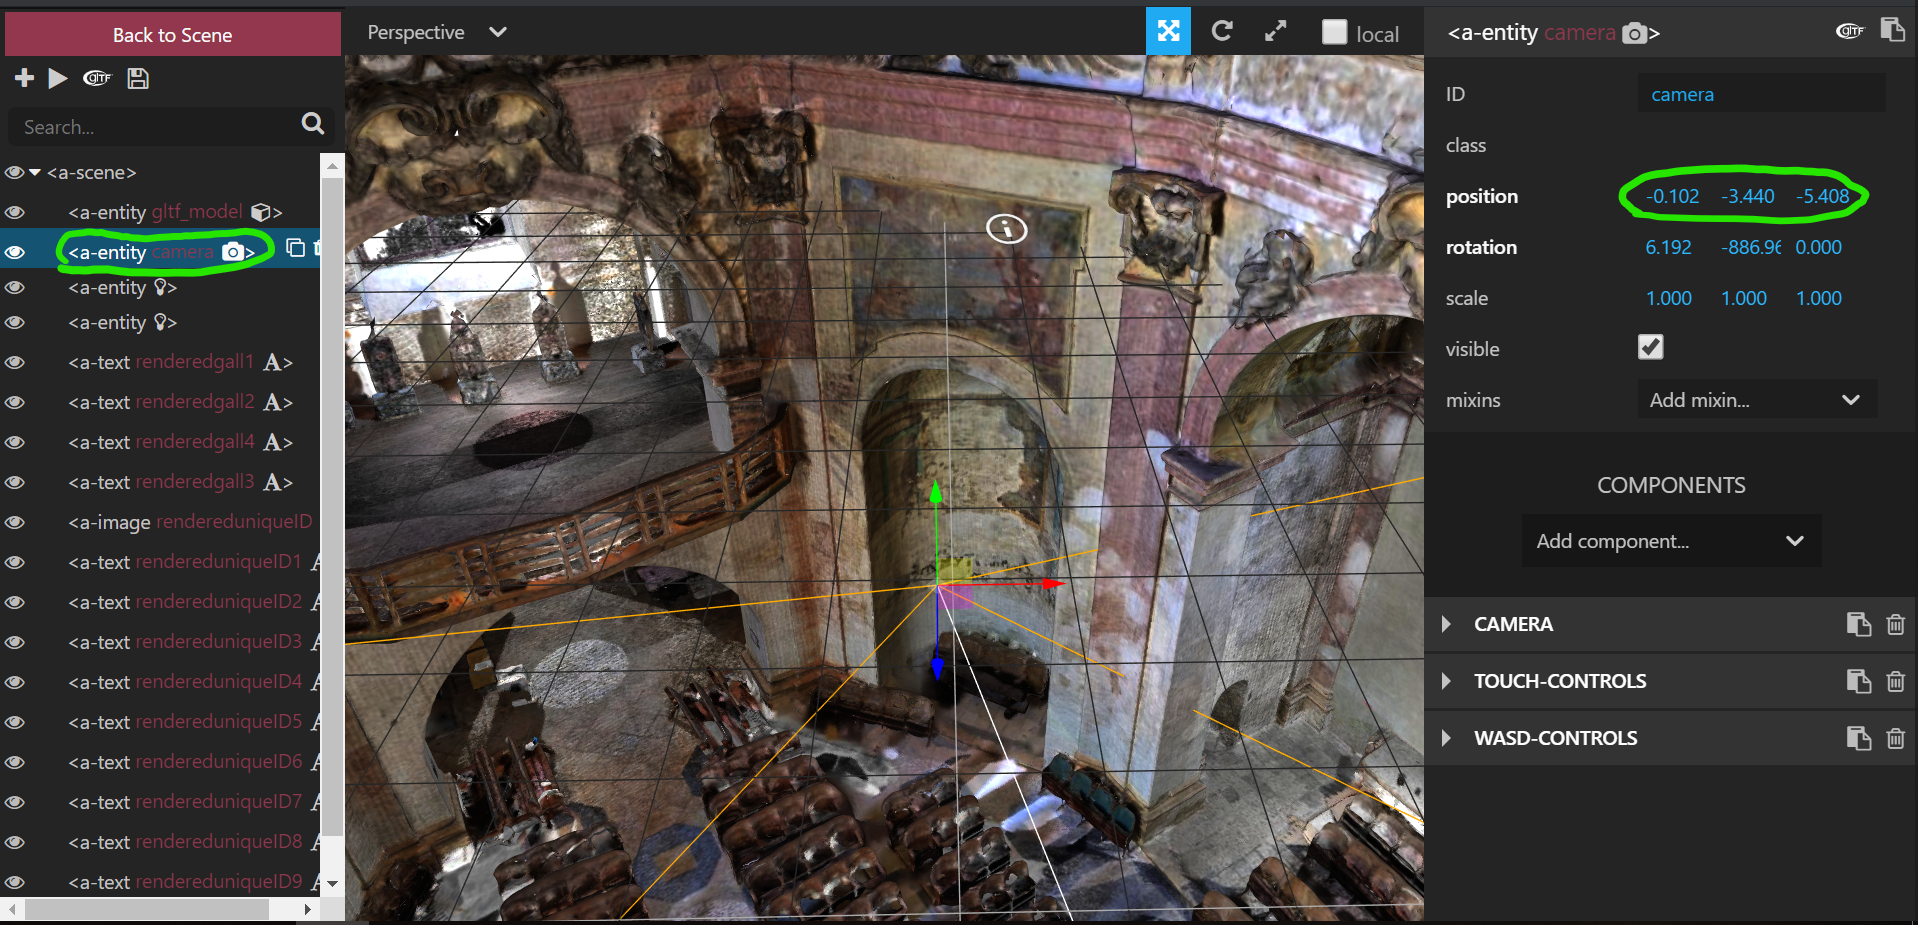 Back to Scene
Search...
<a-scene>
<a-entity gltf_model >
<a-entity camera >
<a-entity >
<a-entity >
<a-text renderedgall1 A>
<a-text renderedgall2 A>
<a-text renderedgall4 A>
<a-text renderedgall3 A>
<a-image rendereduniqueID
<a-text rendereduniqueID1
<a-text rendereduniqueID2
<a-text rendereduniqueID3
<a-text rendereduniqueID4
<a-text rendereduniqueID5
<a-text rendereduniqueID6
<a-text rendereduniqueID7
<a-text rendereduniqueID8
<a-text rendereduniqueID9
Perspective
local
<a-entity camera >
glTF
ID camera
class
position -0.102 -3.440 -5.408
rotation 6.192 -886.96 0.000
scale 1.000 1.000 1.000
visible
mixins Add mixin...
COMPONENTS
Add component...
CAMERA
TOUCH-CONTROLS
WASD-CONTROLS